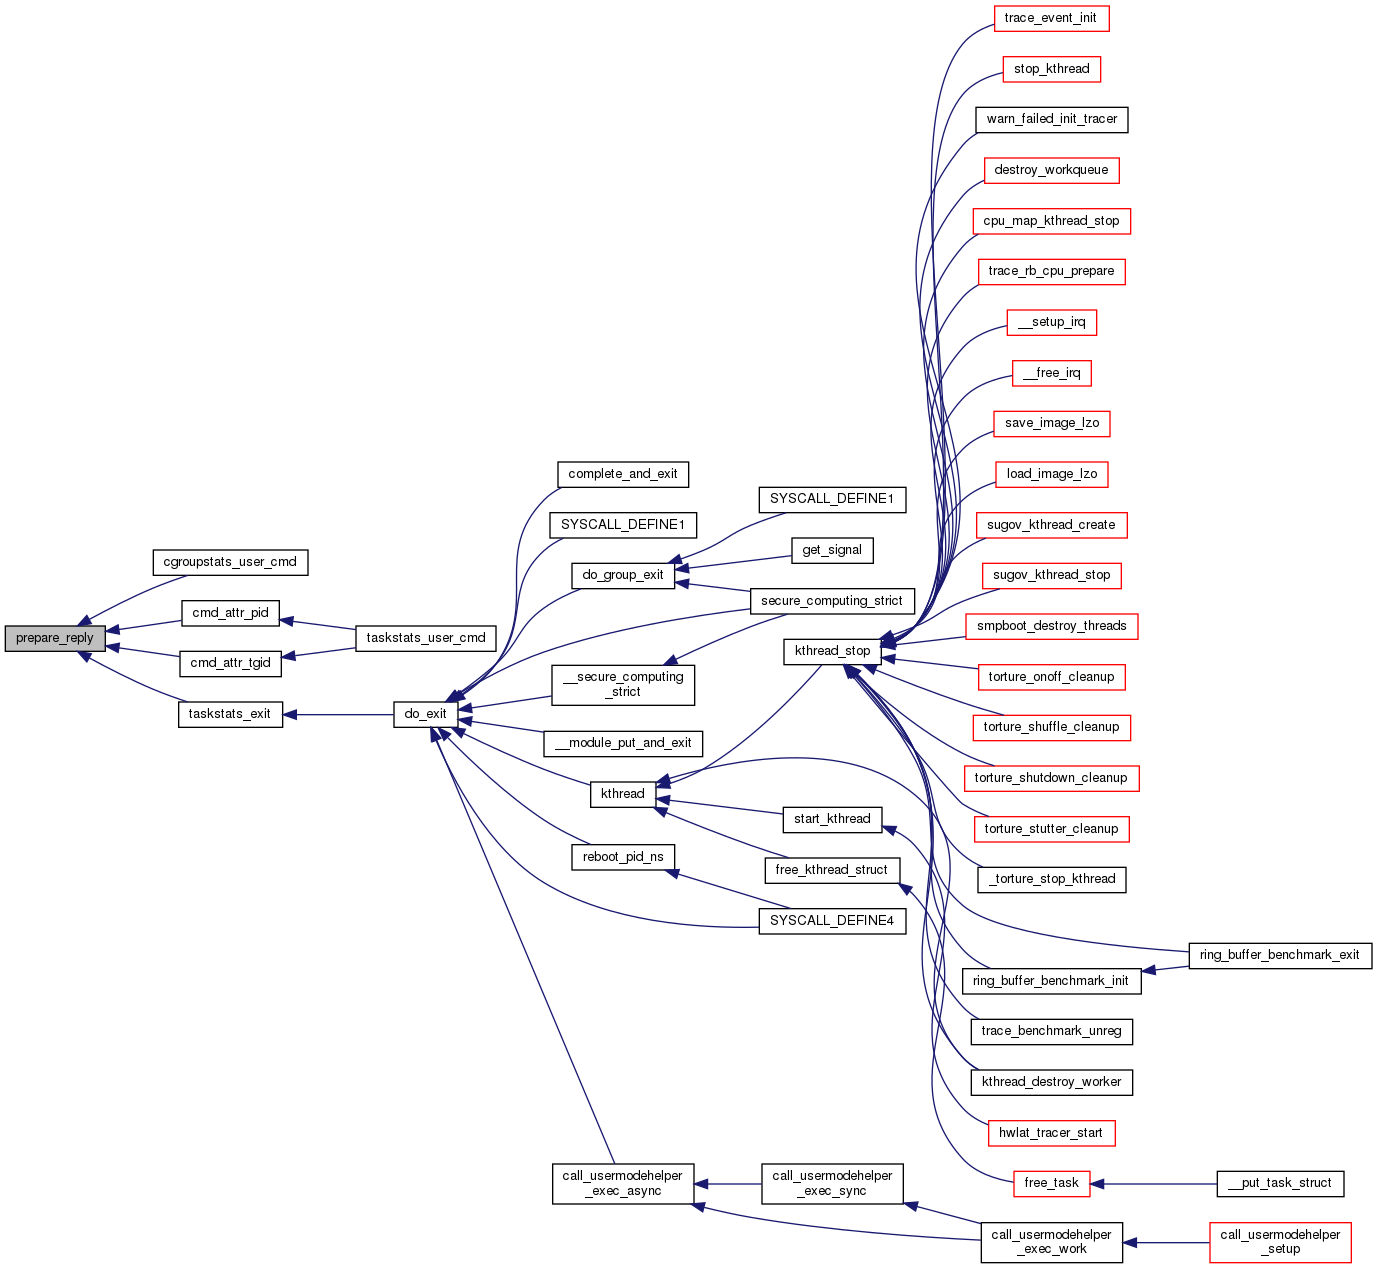 trace_event_init
stop_kthread
warn_failed_init_tracer
destroy_workqueue
cpu_map_kthread_stop
trace_rb_cpu_prepare
__setup_irq
__free_irq
save_image_lzo
load_image_lzo
sugov_kthread_create
sugov_kthread_stop
smpboot_destroy_threads
torture_onoff_cleanup
torture_shuffle_cleanup
torture_shutdown_cleanup
torture_stutter_cleanup
_torture_stop_kthread
ring_buffer_benchmark_exit
ring_buffer_benchmark_init
trace_benchmark_unreg
kthread_destroy_worker
hwlat_tracer_start
free_task
__put_task_struct
call_usermodehelper
_exec_work
call_usermodehelper
_setup
complete_and_exit
SYSCALL_DEFINE1
SYSCALL_DEFINE1
get_signal
do_group_exit
secure_computing_strict
kthread_stop
__secure_computing
_strict
__module_put_and_exit
kthread
start_kthread
free_kthread_struct
reboot_pid_ns
SYSCALL_DEFINE4
call_usermodehelper
_exec_async
call_usermodehelper
_exec_sync
cgroupstats_user_cmd
cmd_attr_pid
taskstats_user_cmd
prepare_reply
cmd_attr_tgid
taskstats_exit
do_exit